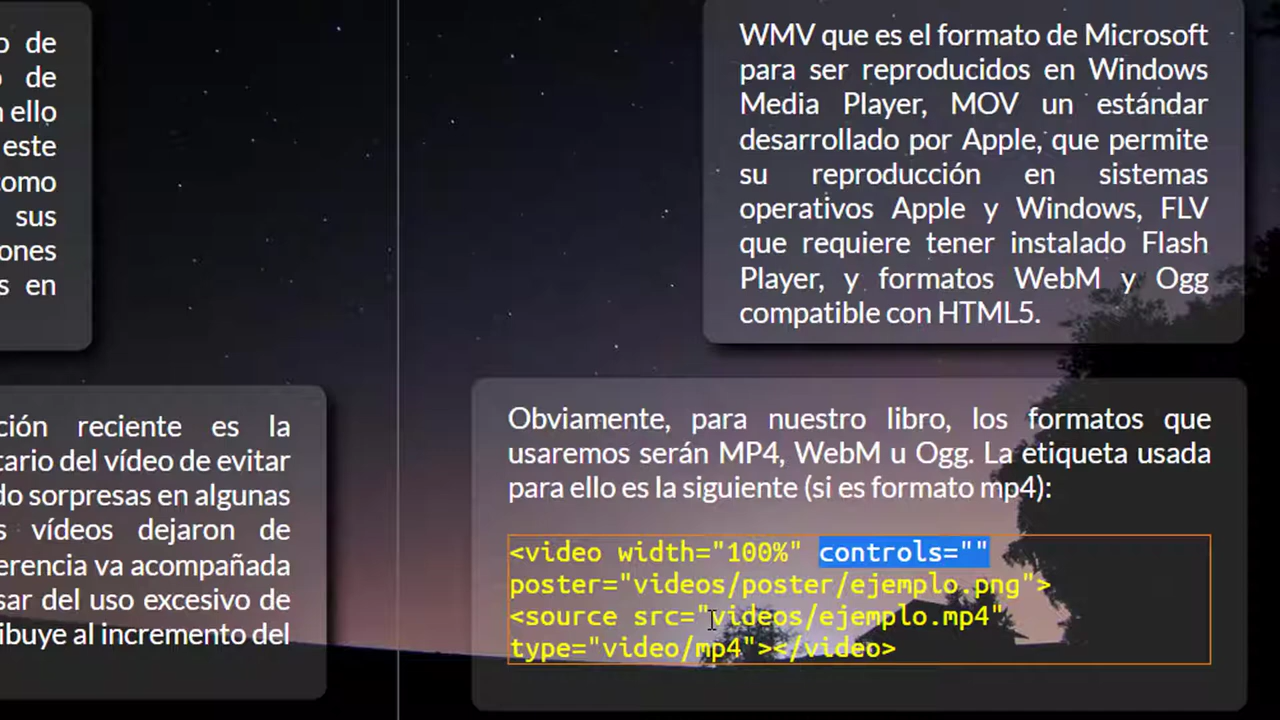 o de
de
ello
este
como
sus
ones
s en
WMV que es el formato de Microsoft
para ser reproducidos en Windows
Media Player, MOV un estándar
desarrollado por Apple, que permite
su reproducción en sistemas
operativos Apple y Windows, FLV
que requiere tener instalado Flash
Player, y formatos WebM y Ogg
compatible con HTML5.
ción reciente es la
tario del vídeo de evitar
do sorpresas en algunas
s vídeos dejaron de
erencia va acompañada
sar del uso excesivo de
ribuye al incremento del
Obviamente, para nuestro libro, los formatos que
usaremos serán MP4, WebM u Ogg. La etiqueta usada
para ello es la siguiente (si es formato mp4):
<video width="100%" controls=""
poster="videos/poster/ejemplo.png">
<source src="videos/ejemplo.mp4"
type="video/mp4"></video>